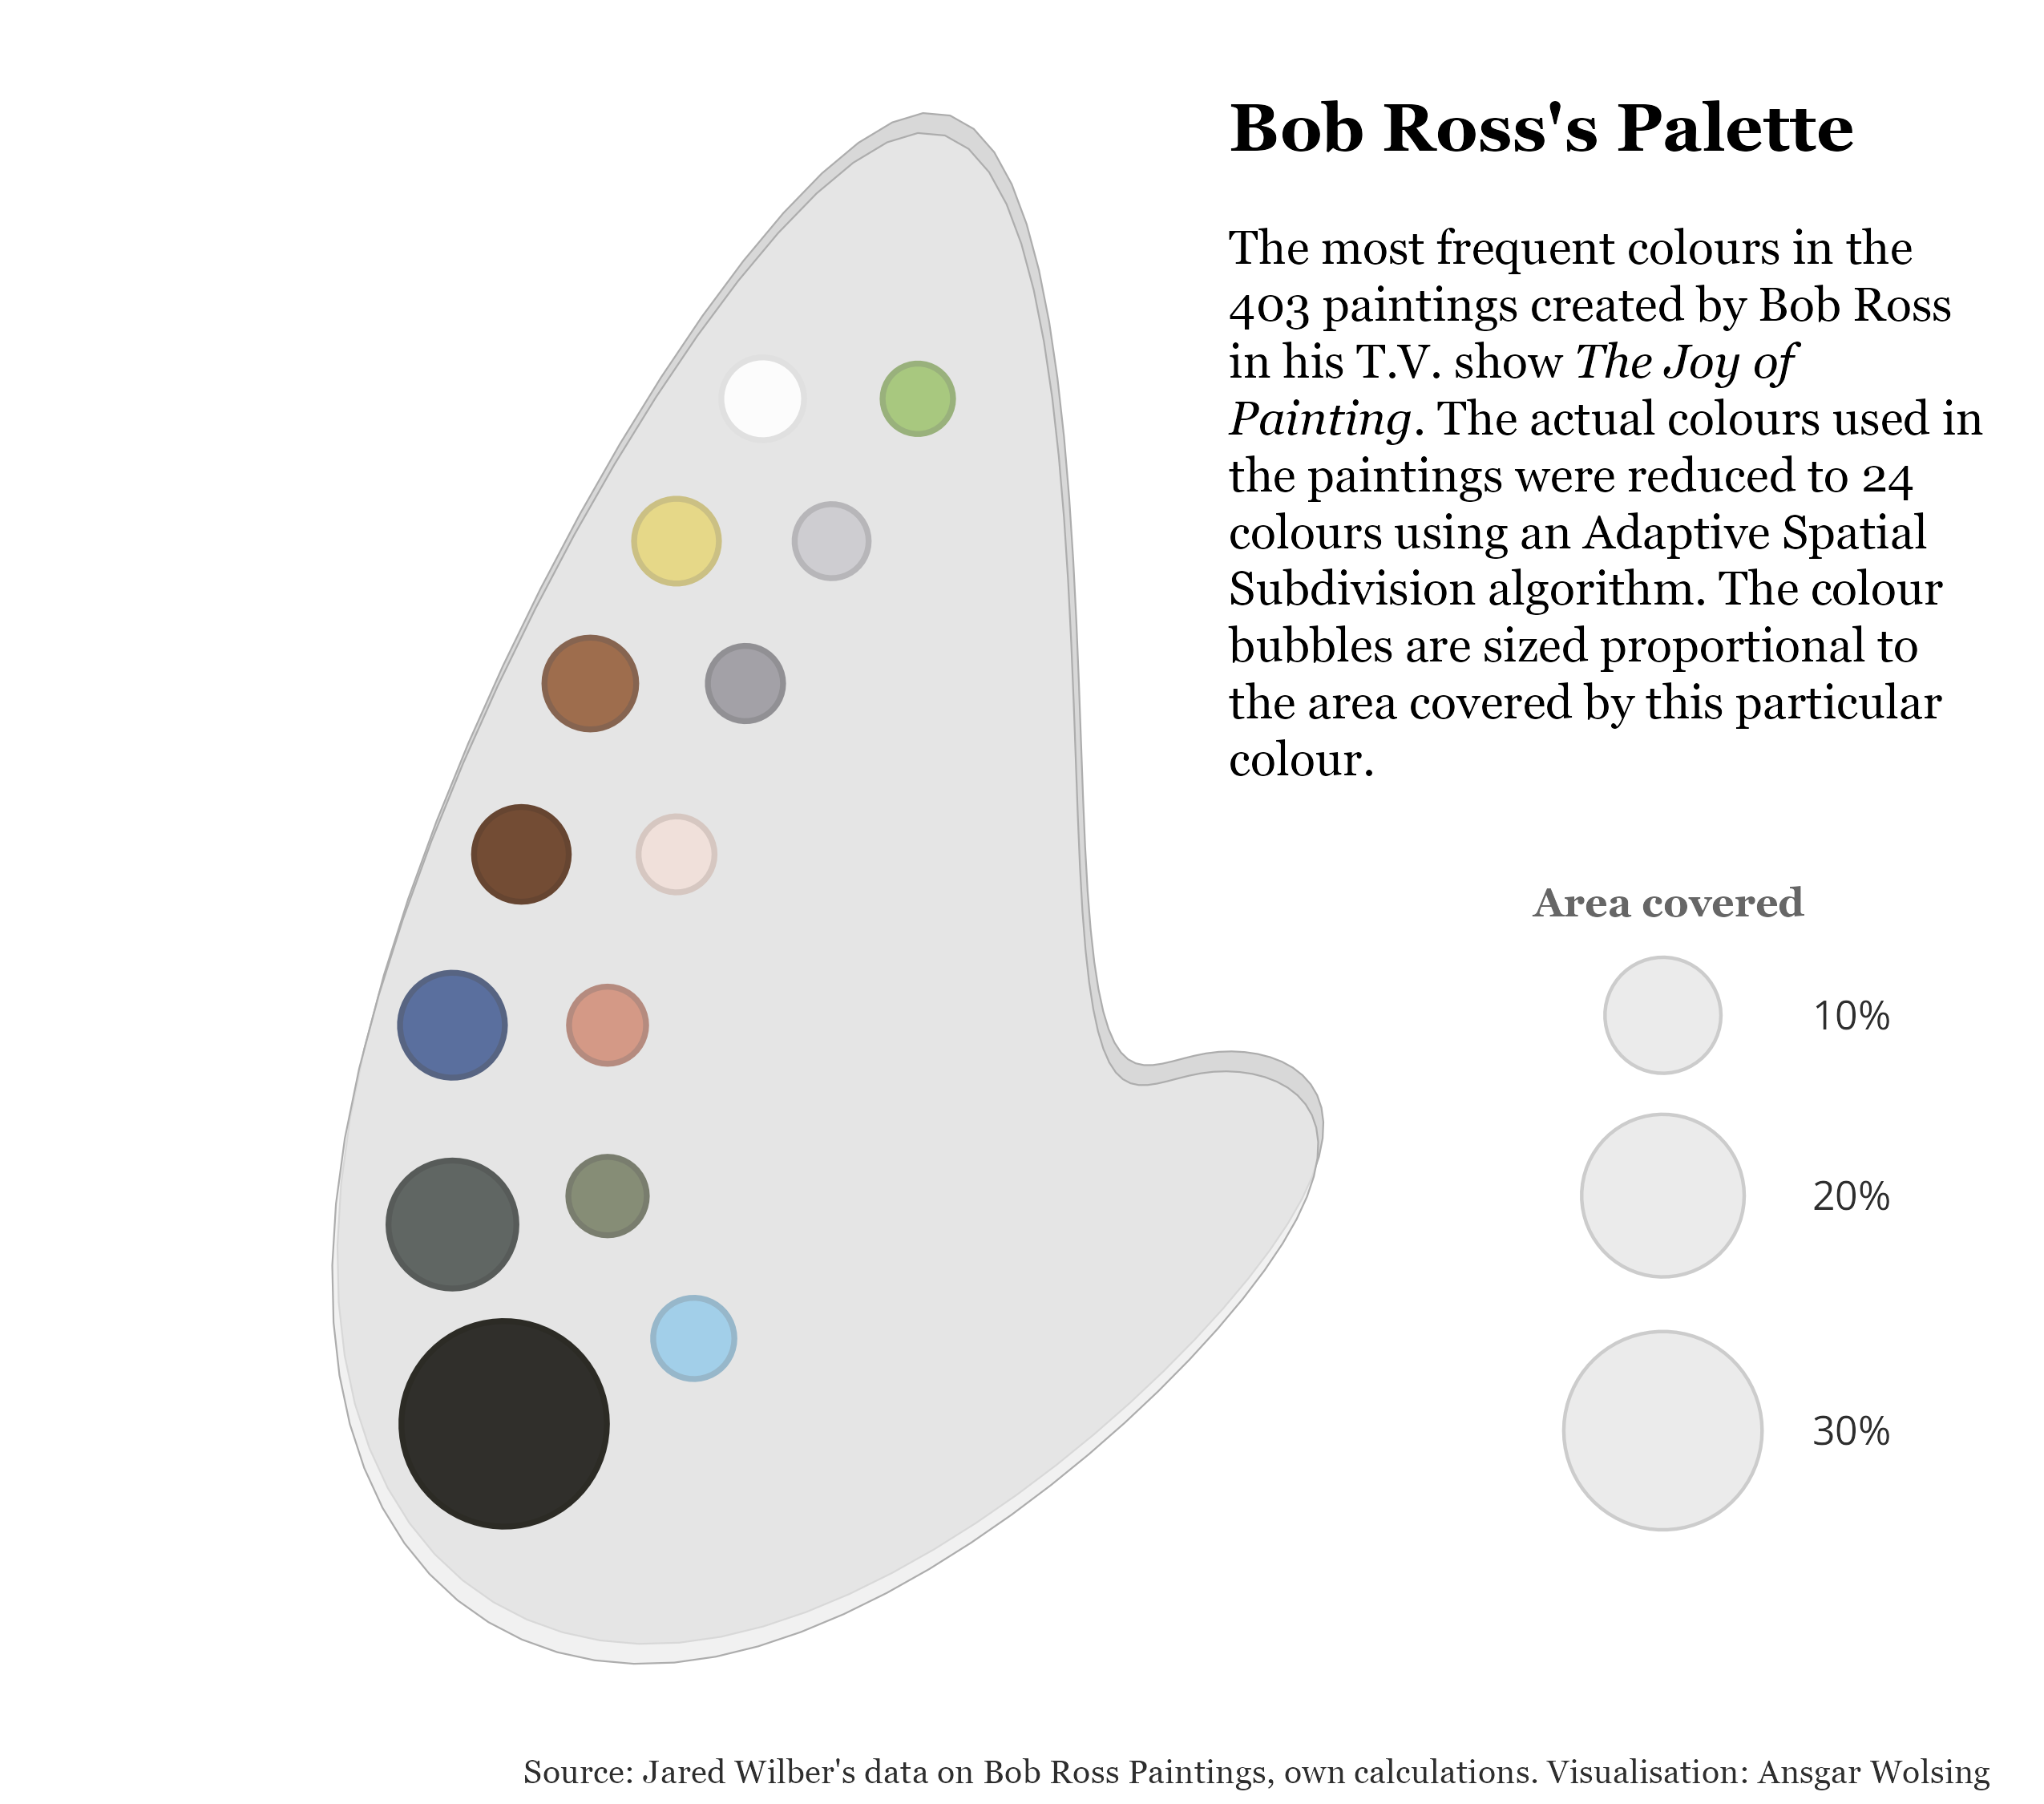 Bob Ross's Palette
The most frequent colours in the
403 paintings created by Bob Ross
in his T.V. show The Joy of
Painting. The actual colours used in
the paintings were reduced to 24
colours using an Adaptive Spatial
Subdivision algorithm. The colour
bubbles are sized proportional to
the area covered by this particular
colour.
Area covered
10%
20%
30%
Source: Jared Wilber's data on Bob Ross Paintings, own calculations. Visualisation: Ansgar Wolsing